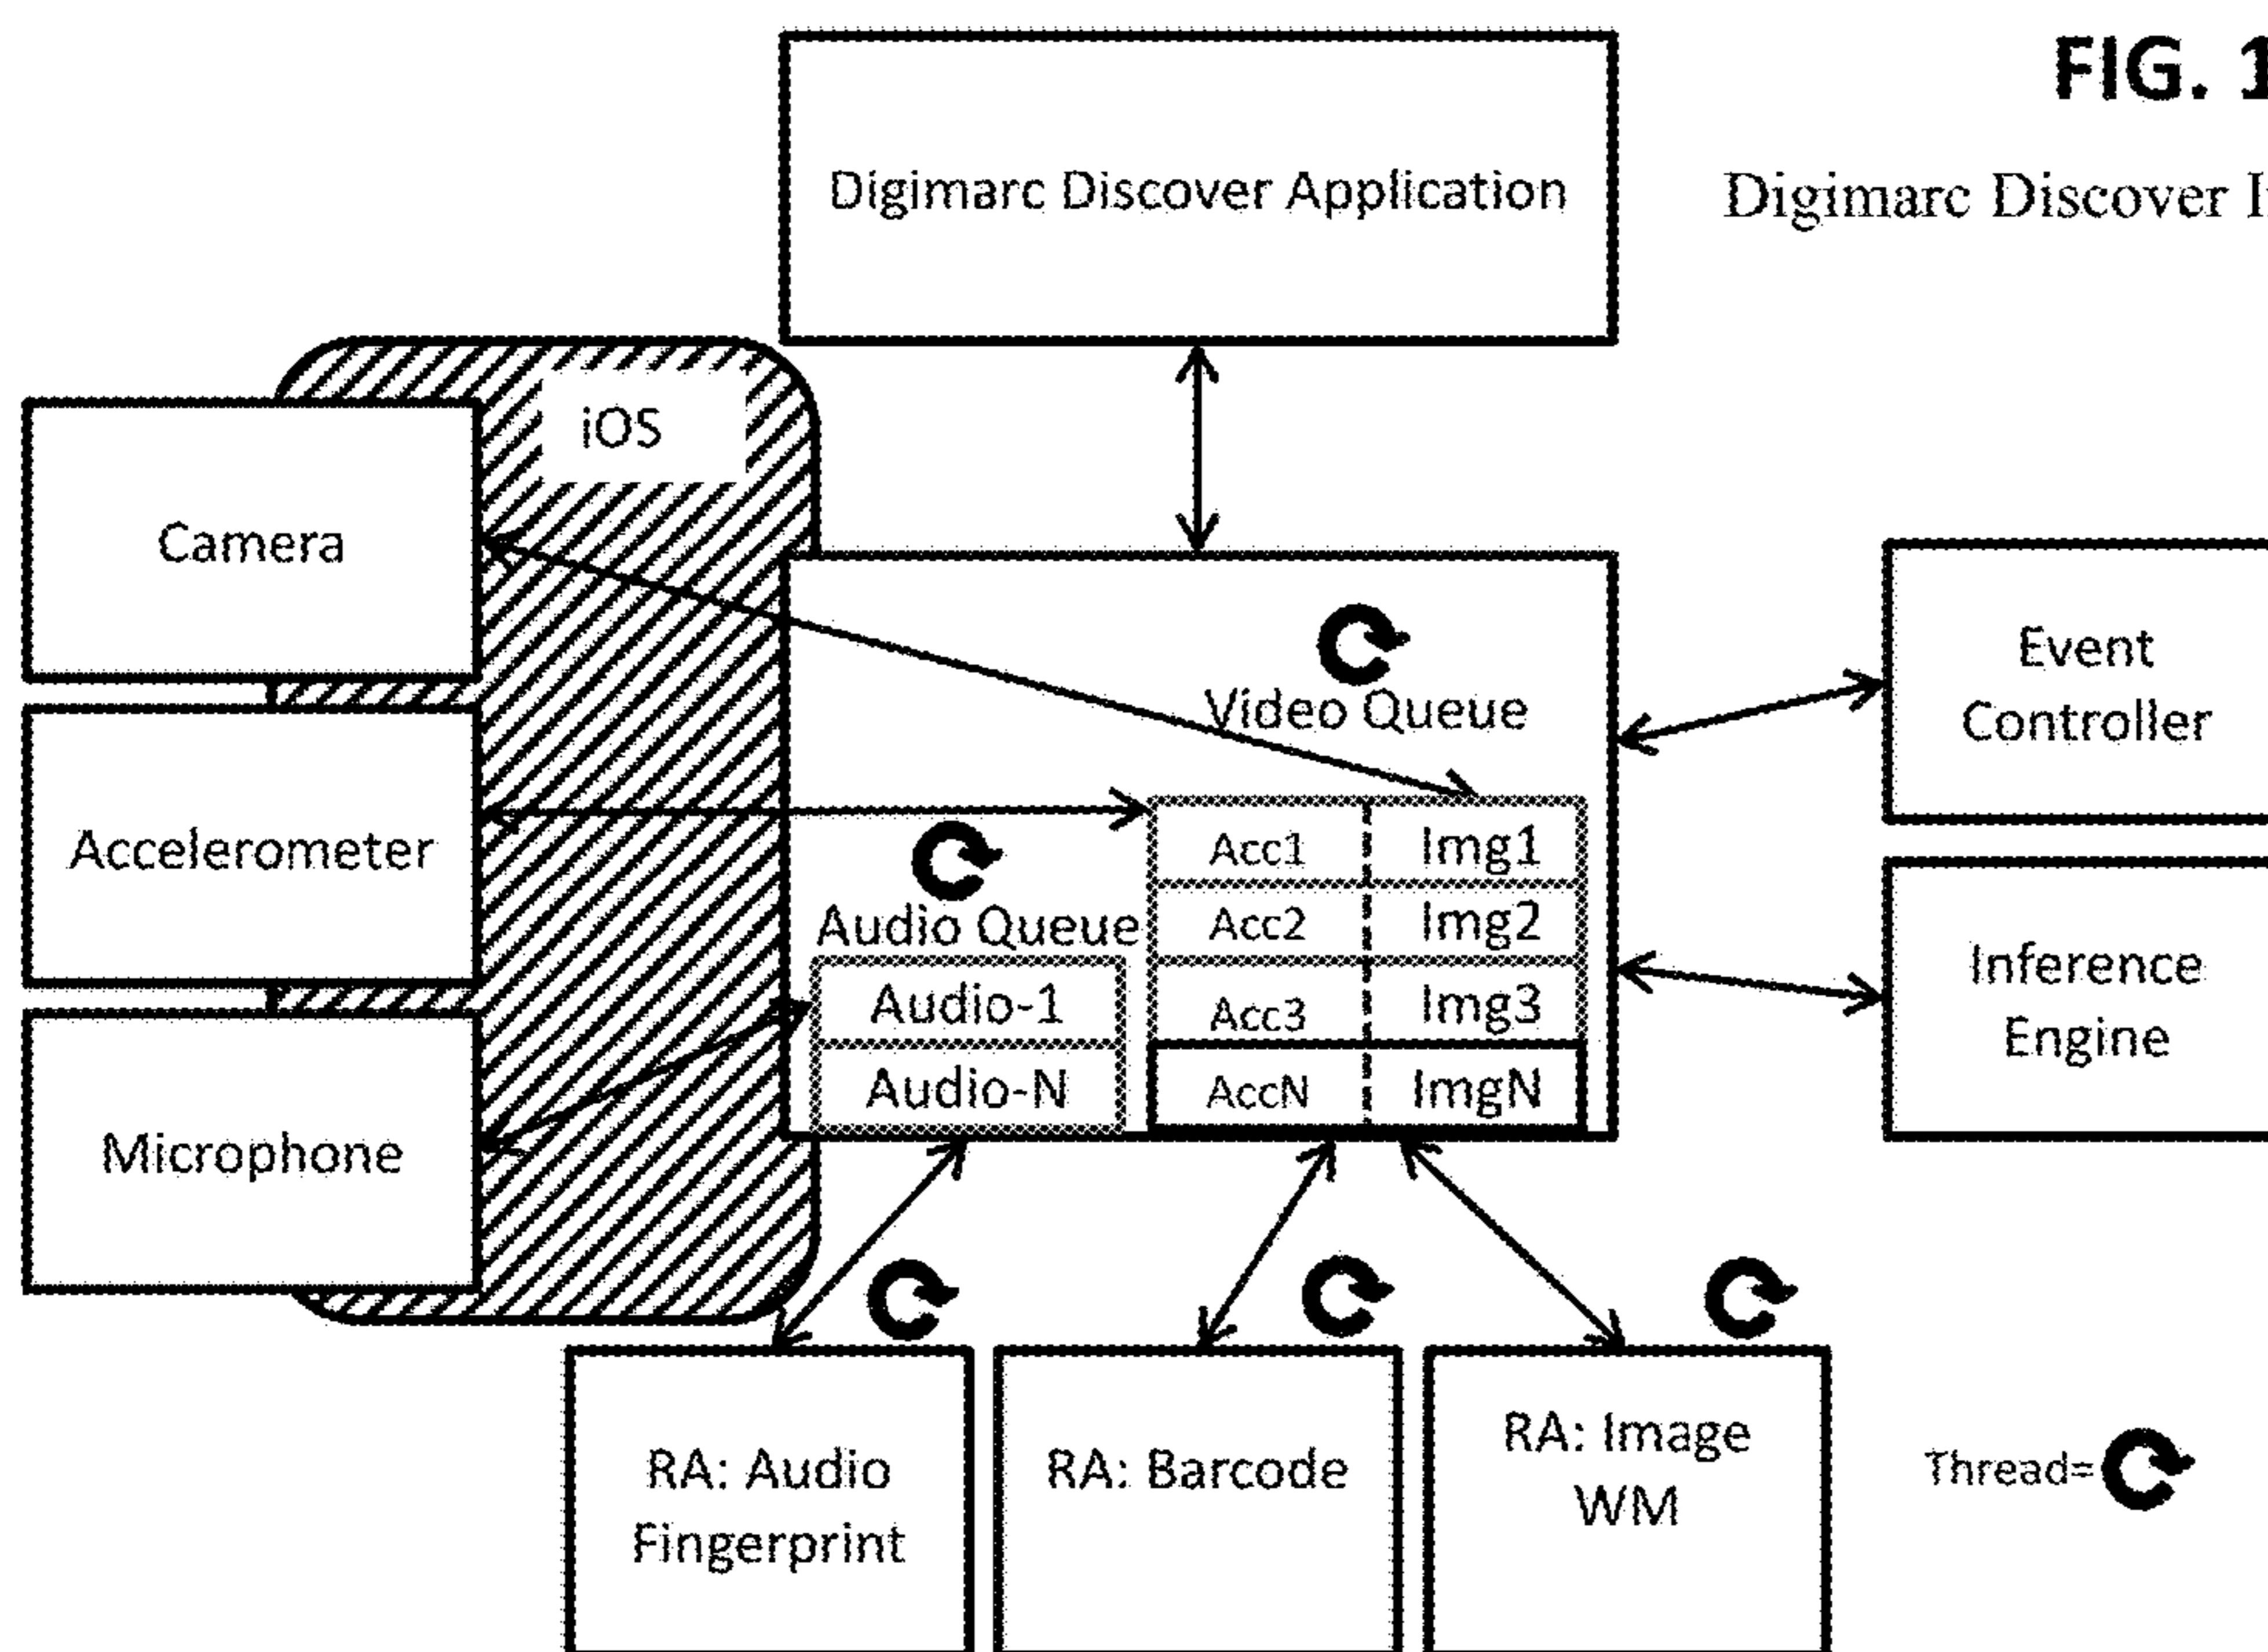 FIG. 1
Digimarc Discover Application
Digimarc Discover
iOS
Camera
Event
Controller
Video Queue
Accelerometer
Acc1 Img1
Audio Queue
Acc2 Img2
Inference
Engine
Audio-1
Acc3 Img3
Audio-N
AccN ImgN
Microphone
RA: Audio
Fingerprint
RA: Barcode
RA: Image
WM
Thread=